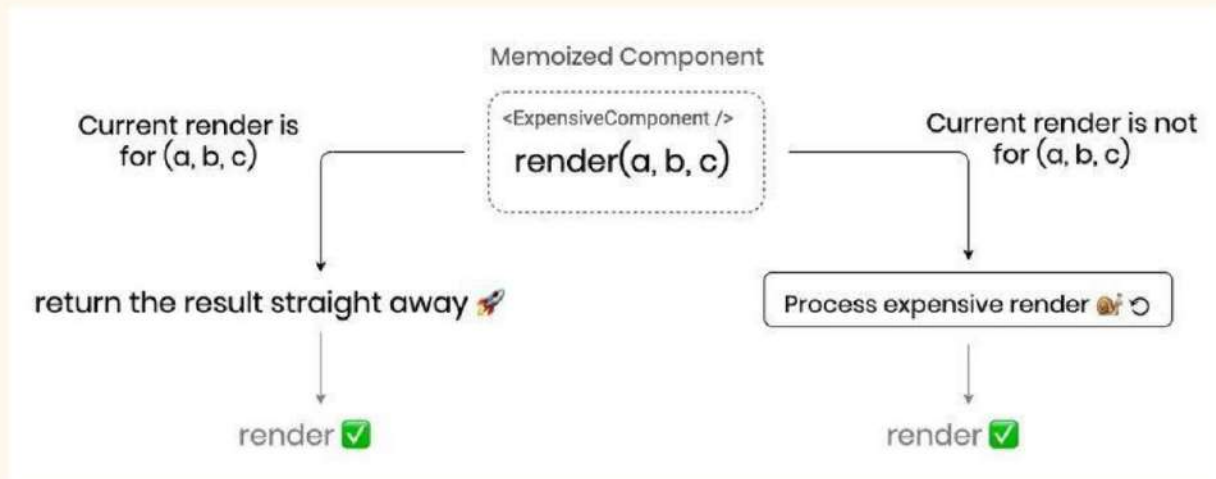 Memoized Component
<ExpensiveComponent />
render(a, b, c)
Current render is
for (a, b, c)
return the result straight away 🚀
render ✅
Current render is not
for (a, b, c)
Process expensive render 🐌
render ✅